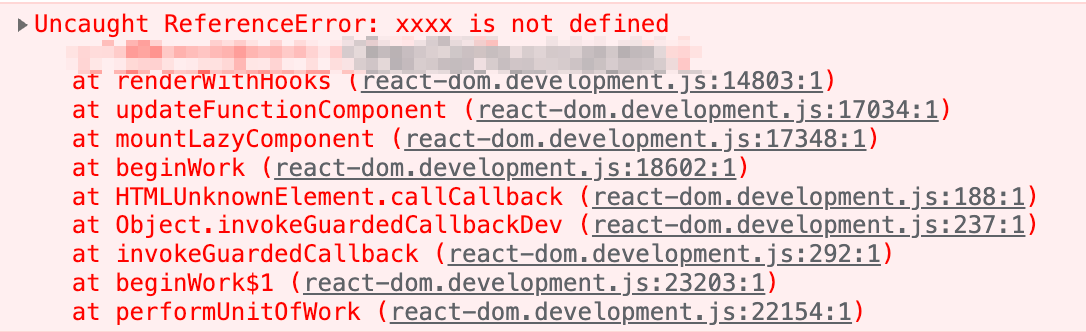 Uncaught ReferenceError: xxxx is not defined
at renderWithHooks (react-dom.development.js:14803:1)
at updateFunctionComponent (react-dom.development.js:17034:1)
at mountLazyComponent (react-dom.development.js:17348:1)
at beginWork (react-dom.development.js:18602:1)
at HTMLUnknownElement.callCallback (react-dom.development.js:188:1)
at Object.invokeGuardedCallbackDev (react-dom.development.js:237:1)
at invokeGuardedCallback (react-dom.development.js:292:1)
at beginWork$1 (react-dom.development.js:23203:1)
at performUnitOfWork (react-dom.development.js:22154:1)